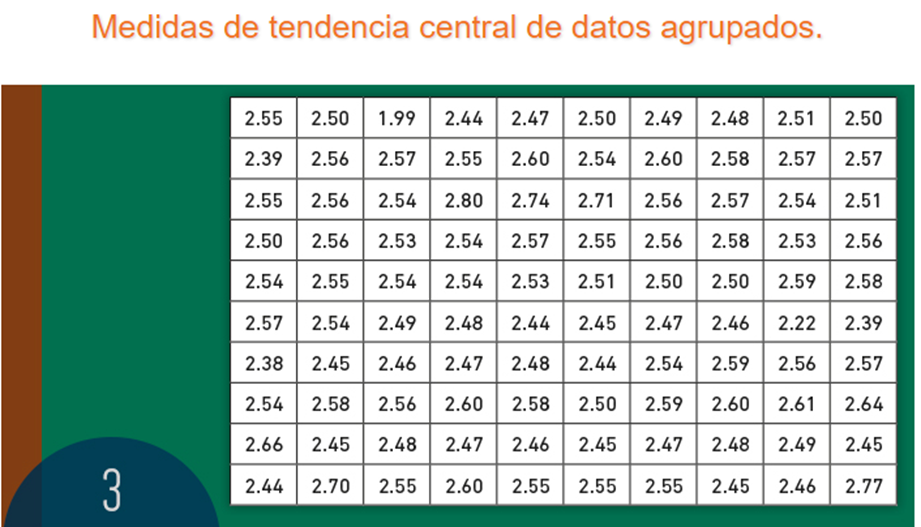 Medidas de tendencia central de datos agrupados.
2.55 2.50 1.99 2.44 2.47 2.50 2.49 2.48 2.51 2.50
2.39 2.56 2.57 2.55 2.60 2.54 2.60 2.58 2.57 2.57
2.55 2.56 2.54 2.80 2.74 2.71 2.56 2.57 2.54 2.51
2.50 2.56 2.53 2.54 2.57 2.55 2.56 2.58 2.53 2.56
2.54 2.55 2.54 2.54 2.53 2.51 2.50 2.50 2.59 2.58
2.57 2.54 2.49 2.48 2.44 2.45 2.47 2.46 2.22 2.39
2.38 2.45 2.46 2.47 2.48 2.44 2.54 2.59 2.56 2.57
2.54 2.58 2.56 2.60 2.58 2.50 2.59 2.60 2.61 2.64
2.66 2.45 2.48 2.47 2.46 2.45 2.47 2.48 2.49 2.45
2.44 2.70 2.55 2.60 2.55 2.55 2.55 2.45 2.46 2.77
3